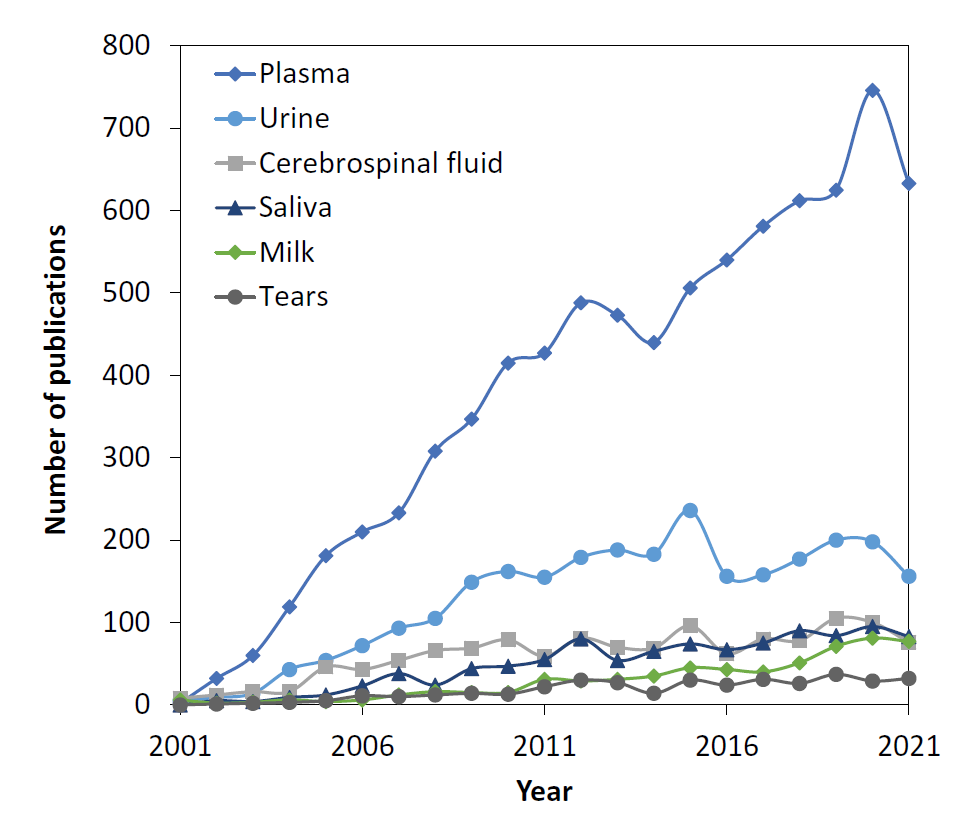 800
700
600
500
400
300
200
100
0
Number of publications
Plasma
Urine
Cerebrospinal fluid
Saliva
Milk
Tears
2001 2006 2011 2016 2021
Year